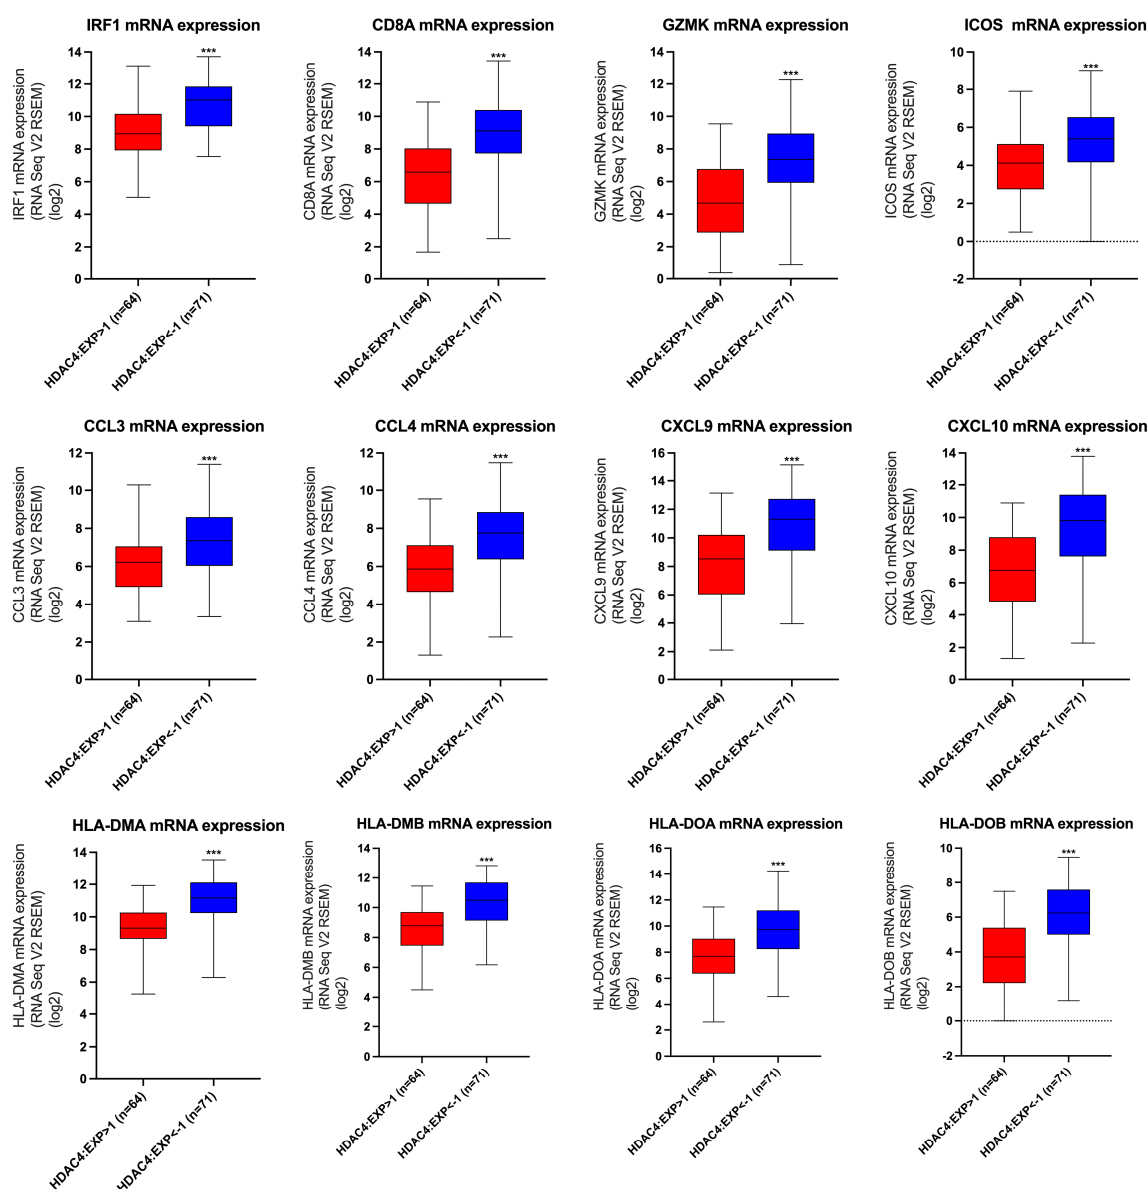 IRF1 mRNA expression
IRF1 mRNA expression
(RNA Seq V2 RSEM)
(log2)
14
12
10
8
6
4
2
0
***
HDAC4:EXP>1 (n=64)
HDAC4:EXP<-1 (n=71)
CD8A mRNA expression
CD8A mRNA expression
(RNA Seq V2 RSEM)
(log2)
14
12
10
8
6
4
2
0
***
HDAC4:EXP>1 (n=64)
HDAC4:EXP<-1 (n=71)
GZMK mRNA expression
GZMK mRNA expression
(RNA Seq V2 RSEM)
(log2)
14
12
10
8
6
4
2
0
***
HDAC4:EXP>1 (n=64)
HDAC4:EXP<-1 (n=71)
ICOS mRNA expression
ICOS mRNA expression
(RNA Seq V2 RSEM)
(log2)
10
8
6
4
2
0
-2
***
HDAC4:EXP>1 (n=64)
HDAC4:EXP<-1 (n=71)
CCL3 mRNA expression
CCL3 mRNA expression
(RNA Seq V2 RSEM)
(log2)
12
10
8
6
4
2
0
***
HDAC4:EXP>1 (n=64)
HDAC4:EXP<-1 (n=71)
CCL4 mRNA expression
CCL4 mRNA expression
(RNA Seq V2 RSEM)
(log2)
12
10
8
6
4
2
0
***
HDAC4:EXP>1 (n=64)
HDAC4:EXP<-1 (n=71)
CXCL9 mRNA expression
CXCL9 mRNA expression
(RNA Seq V2 RSEM)
(log2)
16
14
12
10
8
6
4
2
0
***
HDAC4:EXP>1 (n=64)
HDAC4:EXP<-1 (n=71)
CXCL10 mRNA expression
CXCL10 mRNA expression
(RNA Seq V2 RSEM)
(log2)
14
12
10
8
6
4
2
0
***
HDAC4:EXP>1 (n=64)
HDAC4:EXP<-1 (n=71)
HLA-DMA mRNA expression
HLA-DMA mRNA expression
(RNA Seq V2 RSEM)
(log2)
14
12
10
8
6
4
2
0
***
HDAC4:EXP>1 (n=64)
HDAC4:EXP<-1 (n=71)
HLA-DMB mRNA expression
HLA-DMB mRNA expression
(RNA Seq V2 RSEM)
(log2)
14
12
10
8
6
4
2
0
***
HDAC4:EXP>1 (n=64)
HDAC4:EXP<-1 (n=71)
HLA-DOA mRNA expression
HLA-DOA mRNA expression
(RNA Seq V2 RSEM)
(log2)
16
14
12
10
8
6
4
2
0
***
HDAC4:EXP>1 (n=64)
HDAC4:EXP<-1 (n=71)
HLA-DOB mRNA expression
HLA-DOB mRNA expression
(RNA Seq V2 RSEM)
(log2)
10
8
6
4
2
0
-2
***
HDAC4:EXP>1 (n=64)
HDAC4:EXP<-1 (n=71)